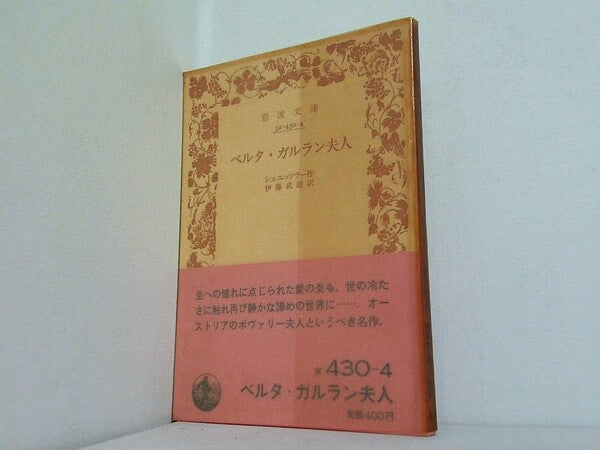 岩波文庫
32-430-4
ベルタ・ガルラン夫人
シュニッツラー作
伊藤武雄訳
生への憧れに点じられた愛の炎も、世の冷た
さに触れ再び静かな諦めの世界に……。オー
ストリアのボヴァリー夫人というべき名作。
赤 430-4
ベルタ・ガルラン夫人
定価400円